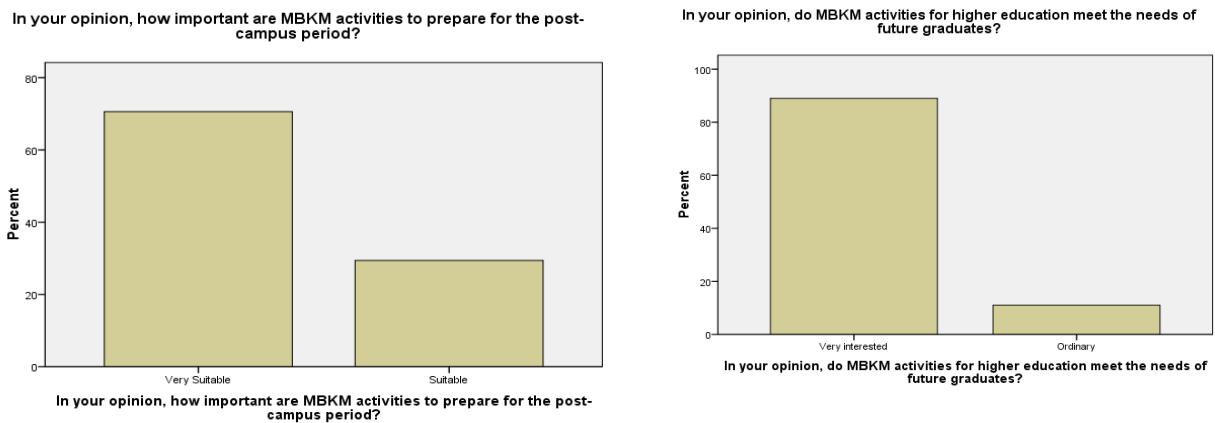 In your opinion, how important are MBKM activities to prepare for the post-
campus period?
80
60
40
20
0
Percent
Very Suitable
Suitable
In your opinion, how important are MBKM activities to prepare for the post-
campus period?
In your opinion, do MBKM activities for higher education meet the needs of
future graduates?
100
80
60
40
20
0
Percent
Very interested
Ordinary
In your opinion, do MBKM activities for higher education meet the needs of
future graduates?